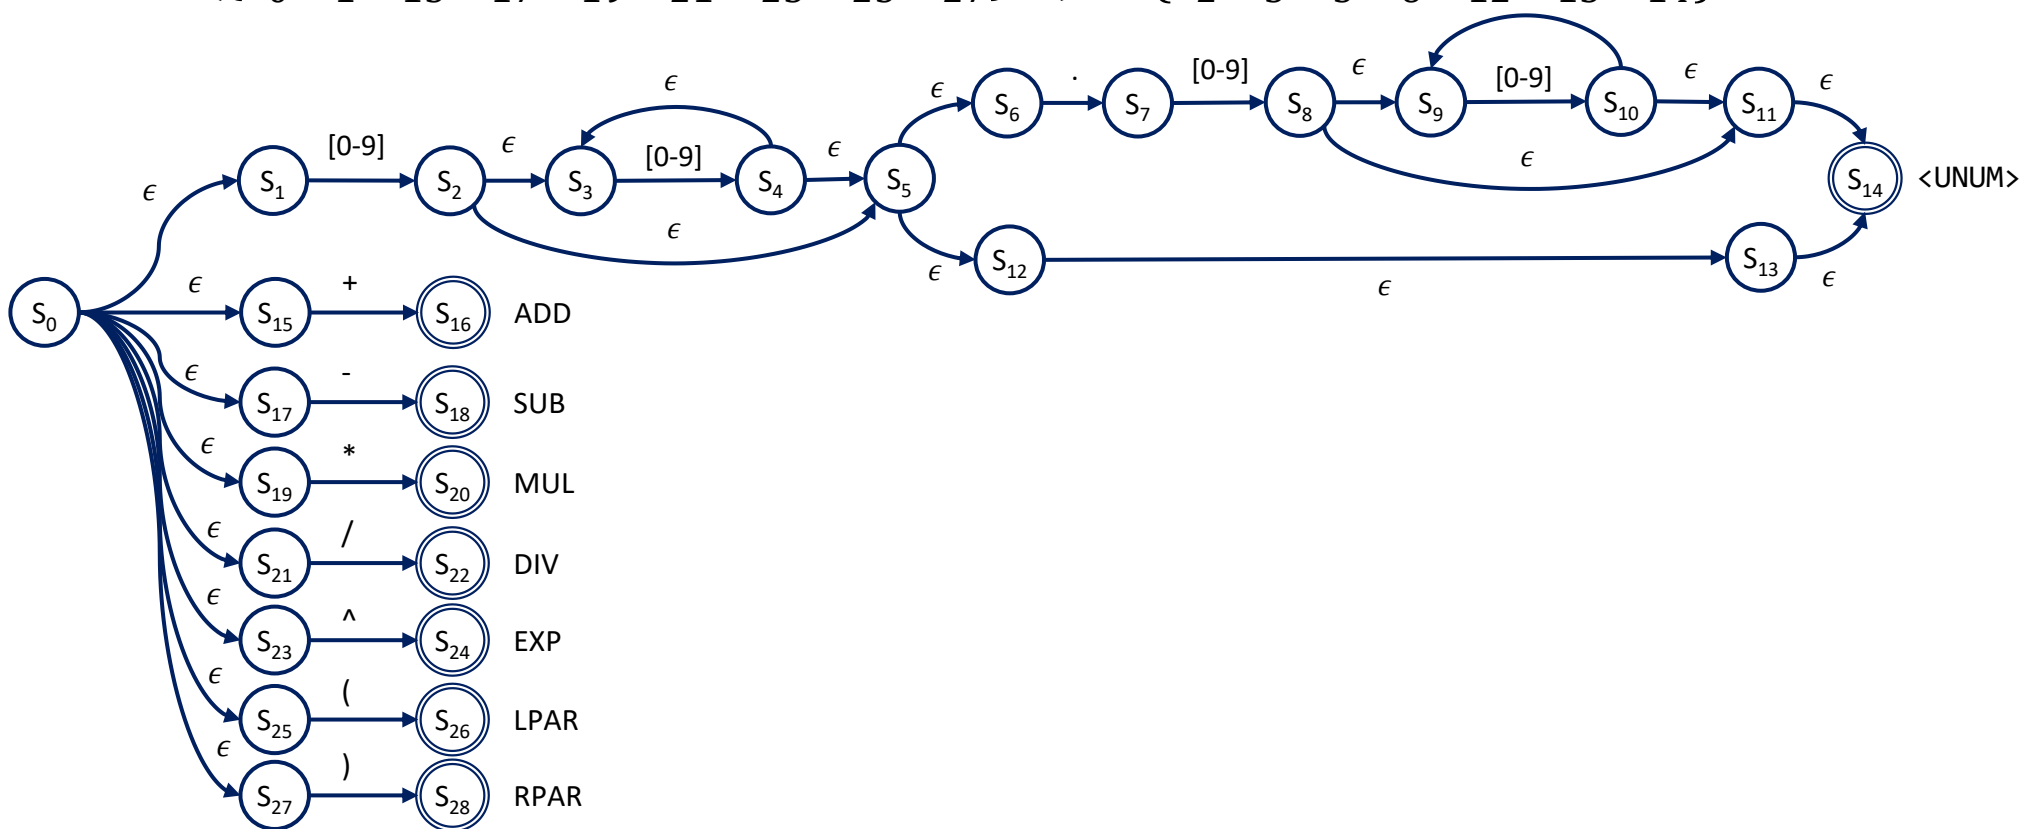 ϵ
ϵ . [0-9] ϵ [0-9] ϵ ϵ
S6 S7 S8 S9 S10 S11
[0-9] ϵ [0-9] ϵ ϵ
ϵ S1 S2 S3 S4 S5 S14 <UNUM>
ϵ
ϵ S12 S13 ϵ
ϵ
S0
ϵ S15 + S16 ADD
ϵ S17 - S18 SUB
ϵ S19 * S20 MUL
ϵ S21 / S22 DIV
ϵ S23 ^ S24 EXP
ϵ S25 ( S26 LPAR
ϵ S27 ) S28 RPAR